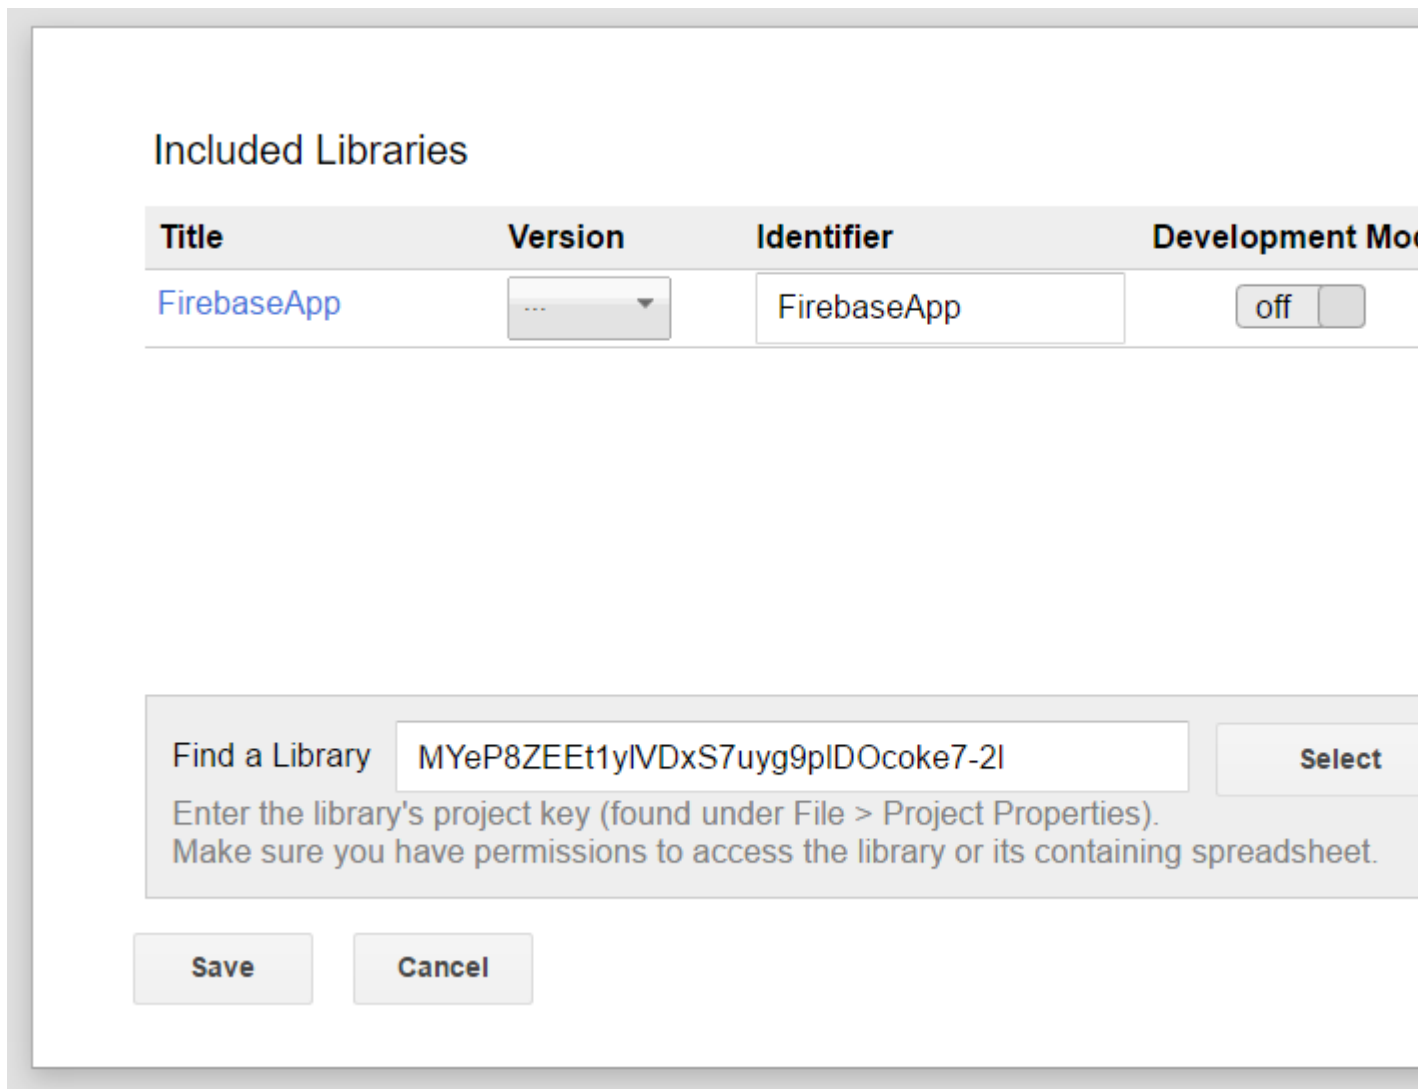 Included Libraries
Title Version Identifier Development Mod
FirebaseApp ... FirebaseApp off
Find a Library MYeP8ZEEt1ylVDxS7uyg9plDOcoke7-2l Select
Enter the library's project key (found under File > Project Properties).
Make sure you have permissions to access the library or its containing spreadsheet.
Save Cancel